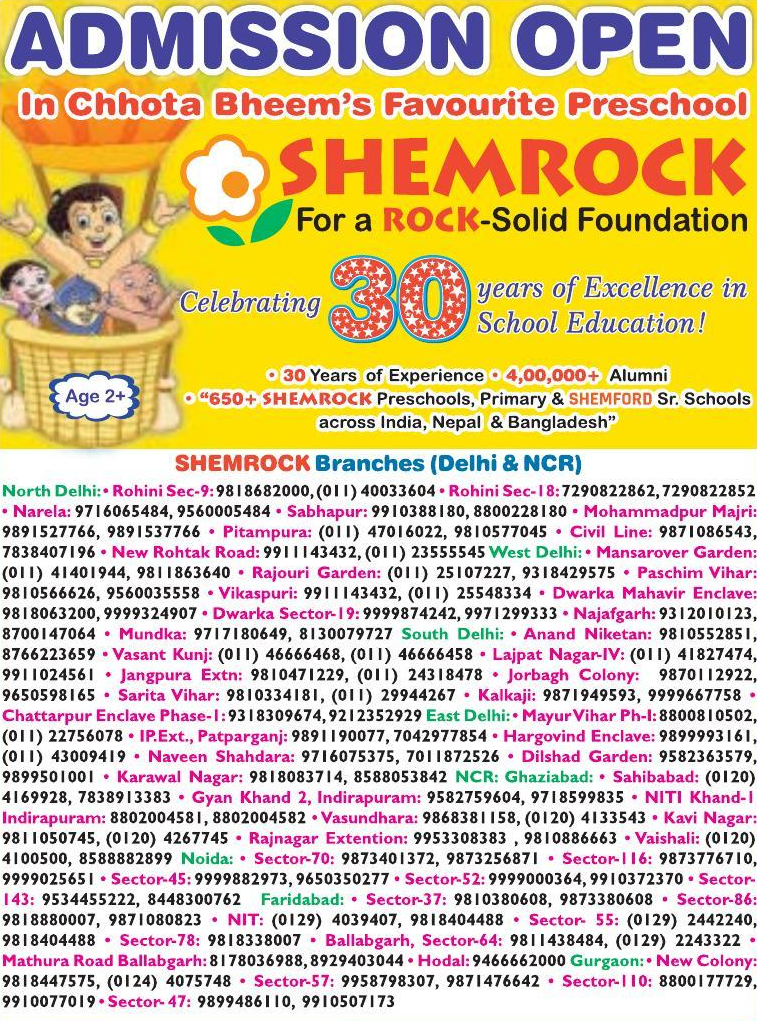 ADMISSION OPEN
In Chhota Bheem's Favourite Preschool
SHEMROCK
For a ROCK-Solid Foundation
Celebrating 30 years of Excellence in
School Education!
• 30 Years of Experience • 4,00,000+ Alumni
Age 2+
• "650+ SHEMROCK Preschools, Primary & SHEMFORD Sr. Schools
across India, Nepal & Bangladesh"
SHEMROCK Branches (Delhi & NCR)
North Delhi: • Rohini Sec-9: 9818682000, (011) 40033604 • Rohini Sec-18: 7290822862, 7290822852
• Narela: 9716065484, 9560005484 • Sabhapur: 9910388180, 8800228180 • Mohammadpur Majri:
9891527766, 9891537766 • Pitampura: (011) 47016022, 9810577045 • Civil Line: 9871086543,
7838407196 • New Rohtak Road: 9911143432, (011) 23555545 West Delhi: • Mansarover Garden:
(011) 41401944, 9811863640 • Rajouri Garden: (011) 25107227, 9318429575 • Paschim Vihar:
9810566626, 9560035558 • Vikaspuri: 9911143432, (011) 25548334 • Dwarka Mahavir Enclave:
9818063200, 9999324907 • Dwarka Sector-19: 9999874242, 9971299333 • Najafgarh: 9312010123,
8700147064 • Mundka: 9717180649, 8130079727 South Delhi: • Anand Niketan: 9810552851,
8766223659 • Vasant Kunj: (011) 46666468, (011) 46666458 • Lajpat Nagar-IV: (011) 41827474,
9911024561 • Jangpura Extn: 9810471229, (011) 24318478 • Jorbagh Colony: 9870112922,
9650598165 • Sarita Vihar: 9810334181, (011) 29944267 • Kalkaji: 9871949593, 9999667758 •
Chattarpur Enclave Phase-1: 9318309674, 9212352929 East Delhi: • Mayur Vihar Ph-I: 8800810502,
(011) 22756078 • IP.Ext., Patparganj: 9891190077, 7042977854 • Hargovind Enclave: 9899993161,
(011) 43009419 • Naveen Shahdara: 9716075375, 7011872526 • Dilshad Garden: 9582363579,
9899501001 • Karawal Nagar: 9818083714, 8588053842 NCR: Ghaziabad: • Sahibabad: (0120)
4169928, 7838913383 • Gyan Khand 2, Indirapuram: 9582759604, 9718599835 • NITI Khand-1
Indirapuram: 8802004581, 8802004582 • Vasundhara: 9868381158, (0120) 4133543 • Kavi Nagar:
9811050745, (0120) 4267745 • Rajnagar Extention: 9953308383 , 9810886663 • Vaishali: (0120)
4100500, 8588882899 Noida: • Sector-70: 9873401372, 9873256871 • Sector-116: 9873776710,
9999025651 • Sector-45: 9999882973, 9650350277 • Sector-52: 9999000364, 9910372370 • Sector-
143: 9534455222, 8448300762 Faridabad: • Sector-37: 9810380608, 9873380608 • Sector-86:
9818880007, 9871080823 • NIT: (0129) 4039407, 9818404488 • Sector- 55: (0129) 2442240,
9818404488 • Sector-78: 9818338007 • Ballabgarh, Sector-64: 9811438484, (0129) 2243322 •
Mathura Road Ballabgarh: 8178036988, 8929403044 • Hodal: 9466662000 Gurgaon: • New Colony:
9818447575, (0124) 4075748 • Sector-57: 9958798307, 9871476642 • Sector-110: 8800177729,
9910077019 • Sector- 47: 9899486110, 9910507173